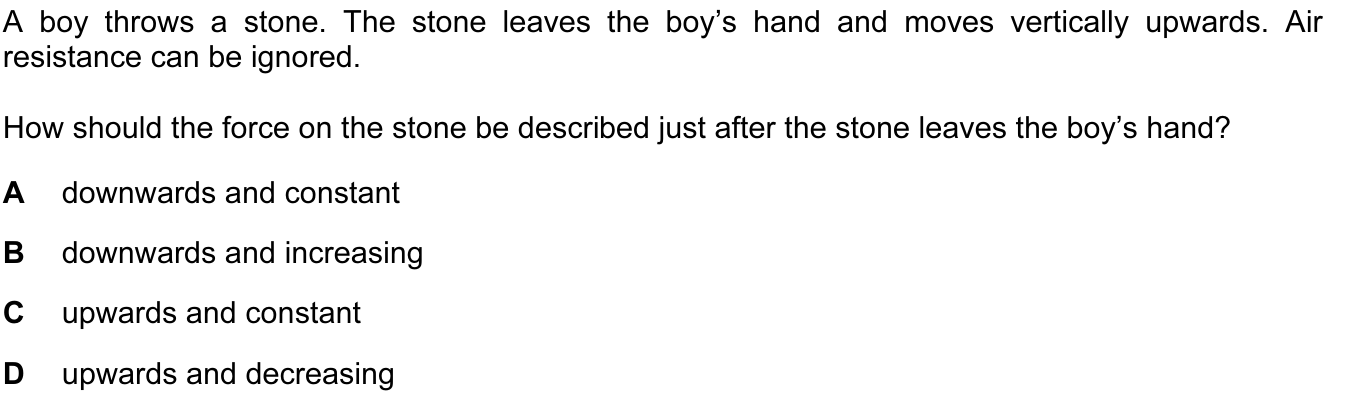 A boy throws a stone. The stone leaves the boy’s hand and moves vertically upwards. Air
resistance can be ignored.
How should the force on the stone be described just after the stone leaves the boy’s hand?
A downwards and constant
B downwards and increasing
C upwards and constant
D upwards and decreasing